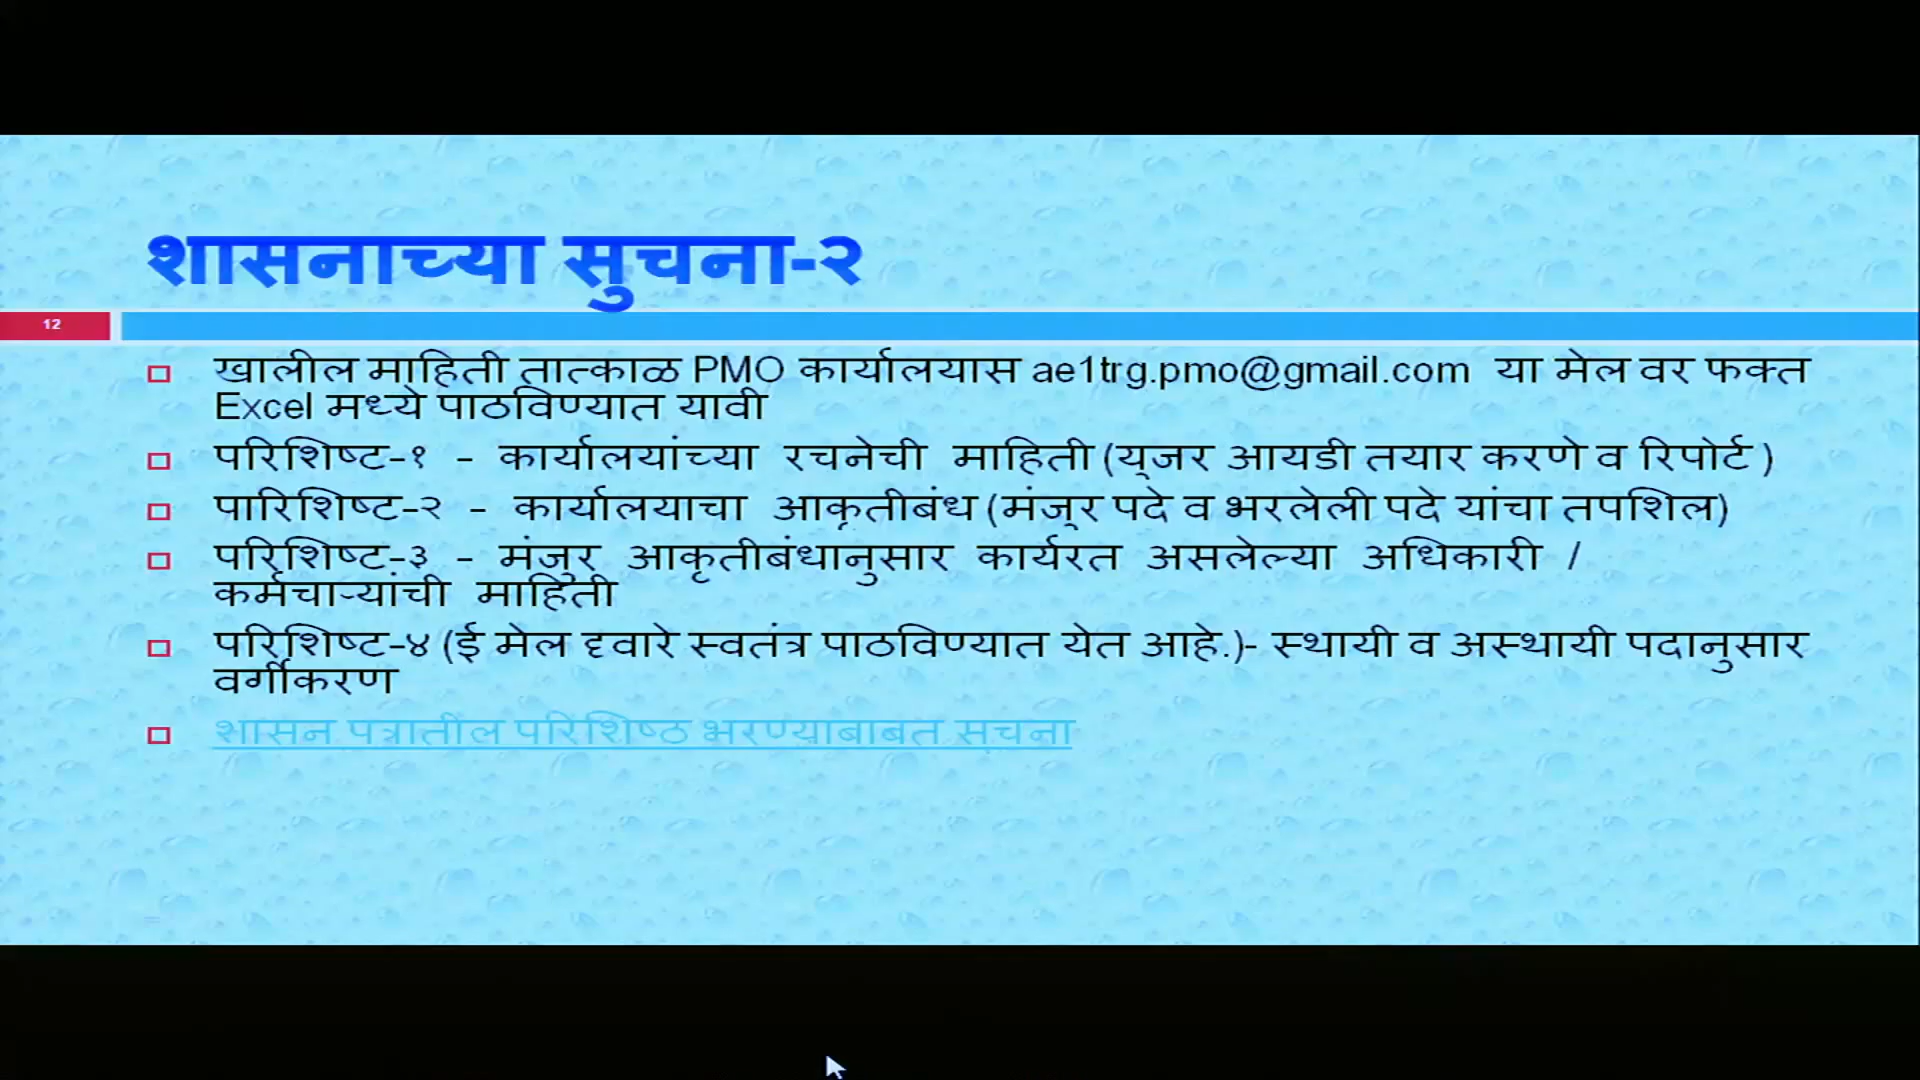 शासनाच्या सुचना-२
12
खालील माहिती तात्काळ PMO कार्यालयास ae1trg.pmo@gmail.com या मेल वर फक्त
Excel मध्ये पाठविण्यात यावी
परिशिष्ट-१ - कार्यालयांच्या रचनेची माहिती (युजर आयडी तयार करणे व रिपोर्ट )
पारिशिष्ट-२ - कार्यालयाचा आकृतीबंध (मंजुर पदे व भरलेली पदे यांचा तपशिल)
परिशिष्ट-३ - मंजुर आकृतीबंधानुसार कार्यरत असलेल्या अधिकारी /
कर्मचाऱ्यांची माहिती
परिशिष्ट-४ (ई मेल दृवारे स्वतंत्र पाठविण्यात येत आहे.)- स्थायी व अस्थायी पदानुसार
वर्गीकरण
शासन पत्रातील परिशिष्ठ भरण्याबाबत सुचना